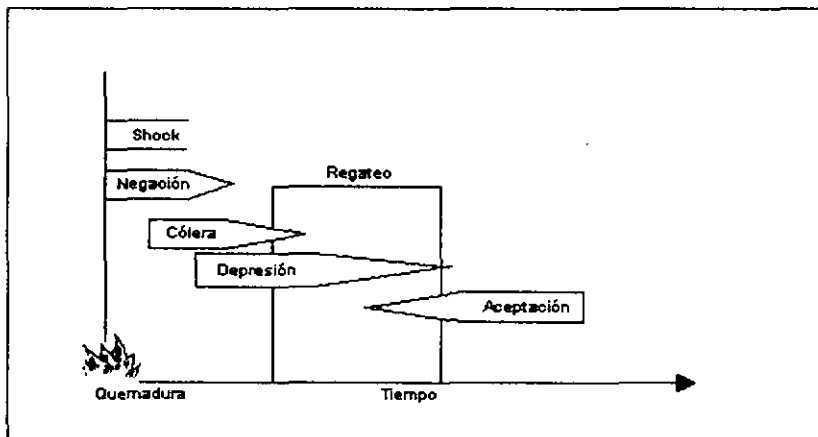 Shock
Regateo
Negación
Cólera
Depresión
Aceptación
Quemadura
Tiempo